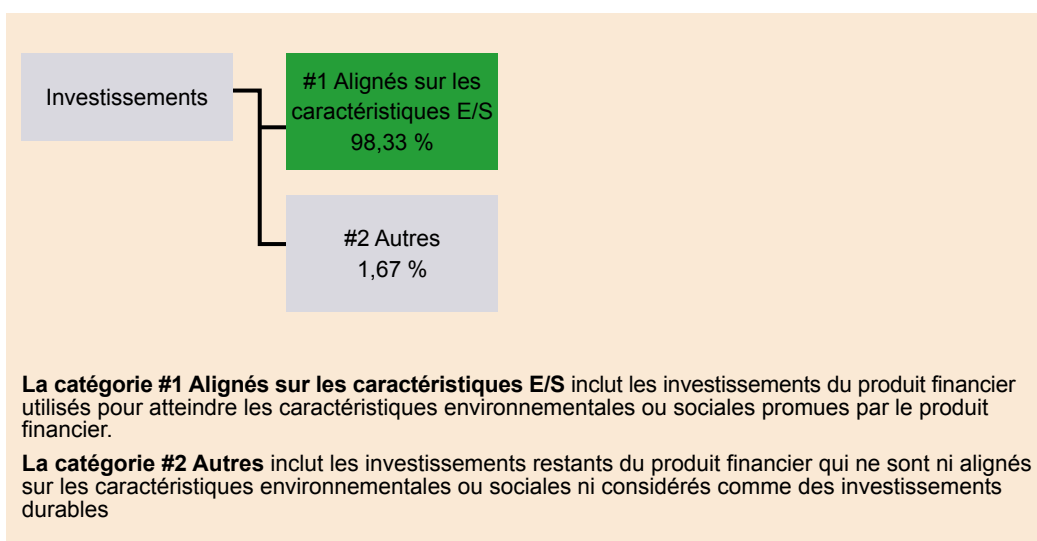 Investissements
#1 Alignés sur les
caractéristiques E/S
98,33 %
#2 Autres
1,67 %
La catégorie #1 Alignés sur les caractéristiques E/S inclut les investissements du produit financier
utilisés pour atteindre les caractéristiques environnementales ou sociales promues par le produit
financier.
La catégorie #2 Autres inclut les investissements restants du produit financier qui ne sont ni alignés
sur les caractéristiques environnementales ou sociales ni considérés comme des investissements
durables